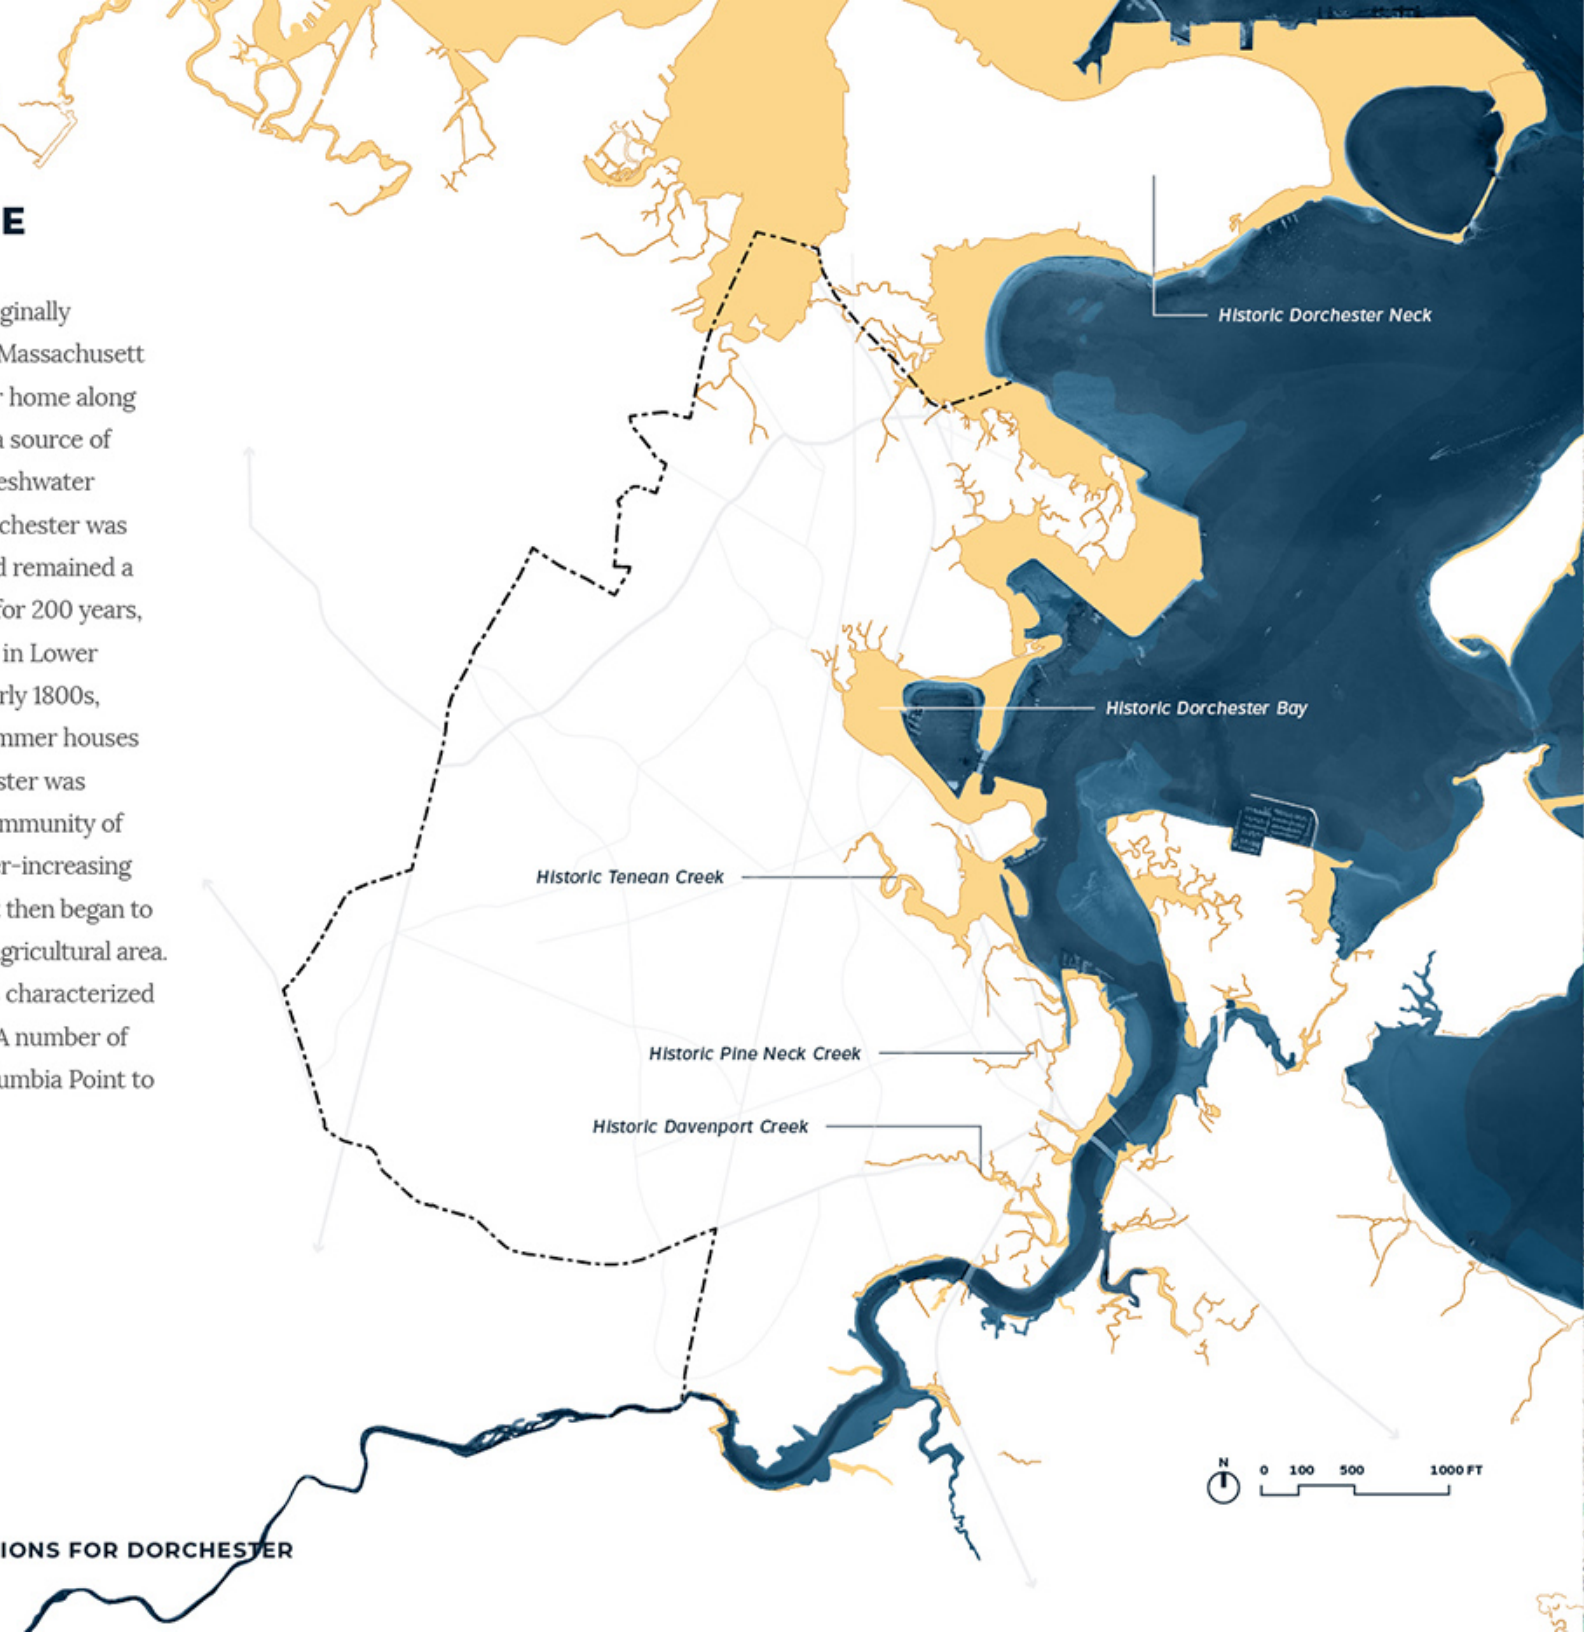 E
ginally
Massachusett
home along
source of
eshwater
chester was
remained a
for 200 years,
in Lower
rly 1800s,
mmer houses
ster was
mmunity of
er-increasing
then began to
gricultural area.
characterized
A number of
umbia Point to
Historic Dorchester Neck
Historic Dorchester Bay
Historic Tenean Creek
Historic Pine Neck Creek
Historic Davenport Creek
N
0 100 500 1000 FT
IONS FOR DORCHESTER